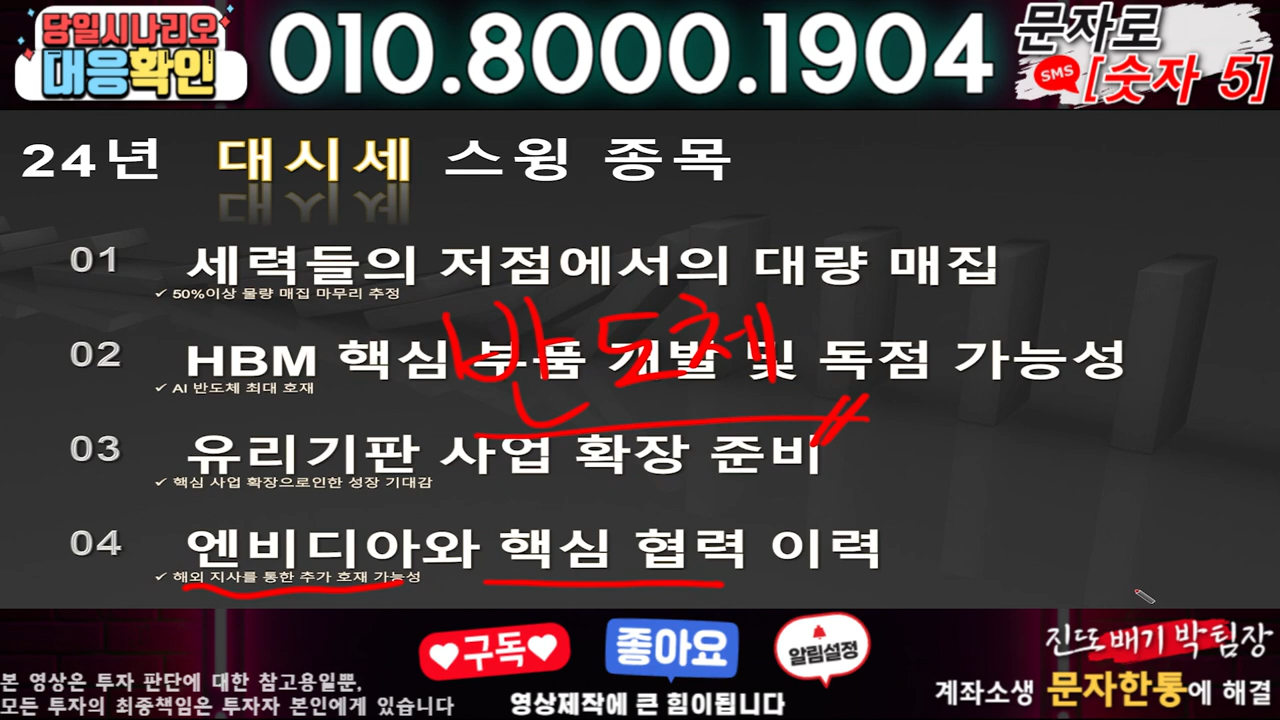 당일시나리오
대응확인
010.8000.1904
문자로
SMS
[숫자 5]
24년 대시세 스윙 종목
01 세력들의 저점에서의 대량 매집
✓ 50%이상 물량 매집 마무리 추정
반도체
02 HBM 핵심 부품 개발 및 독점 가능성
✓ AI 반도체 최대 호재
03 유리기판 사업 확장 준비
✓ 핵심 사업 확장으로인한 성장 기대감
04 엔비디아와 핵심 협력 이력
✓ 해외 지사를 통한 추가 호재 가능성
구독
좋아요
알림설정
영상제작에 큰 힘이됩니다
본 영상은 투자 판단에 대한 참고용일뿐,
모든 투자의 최종책임은 투자자 본인에게 있습니다
진또배기 박팀장
계좌소생 문자한통에 해결